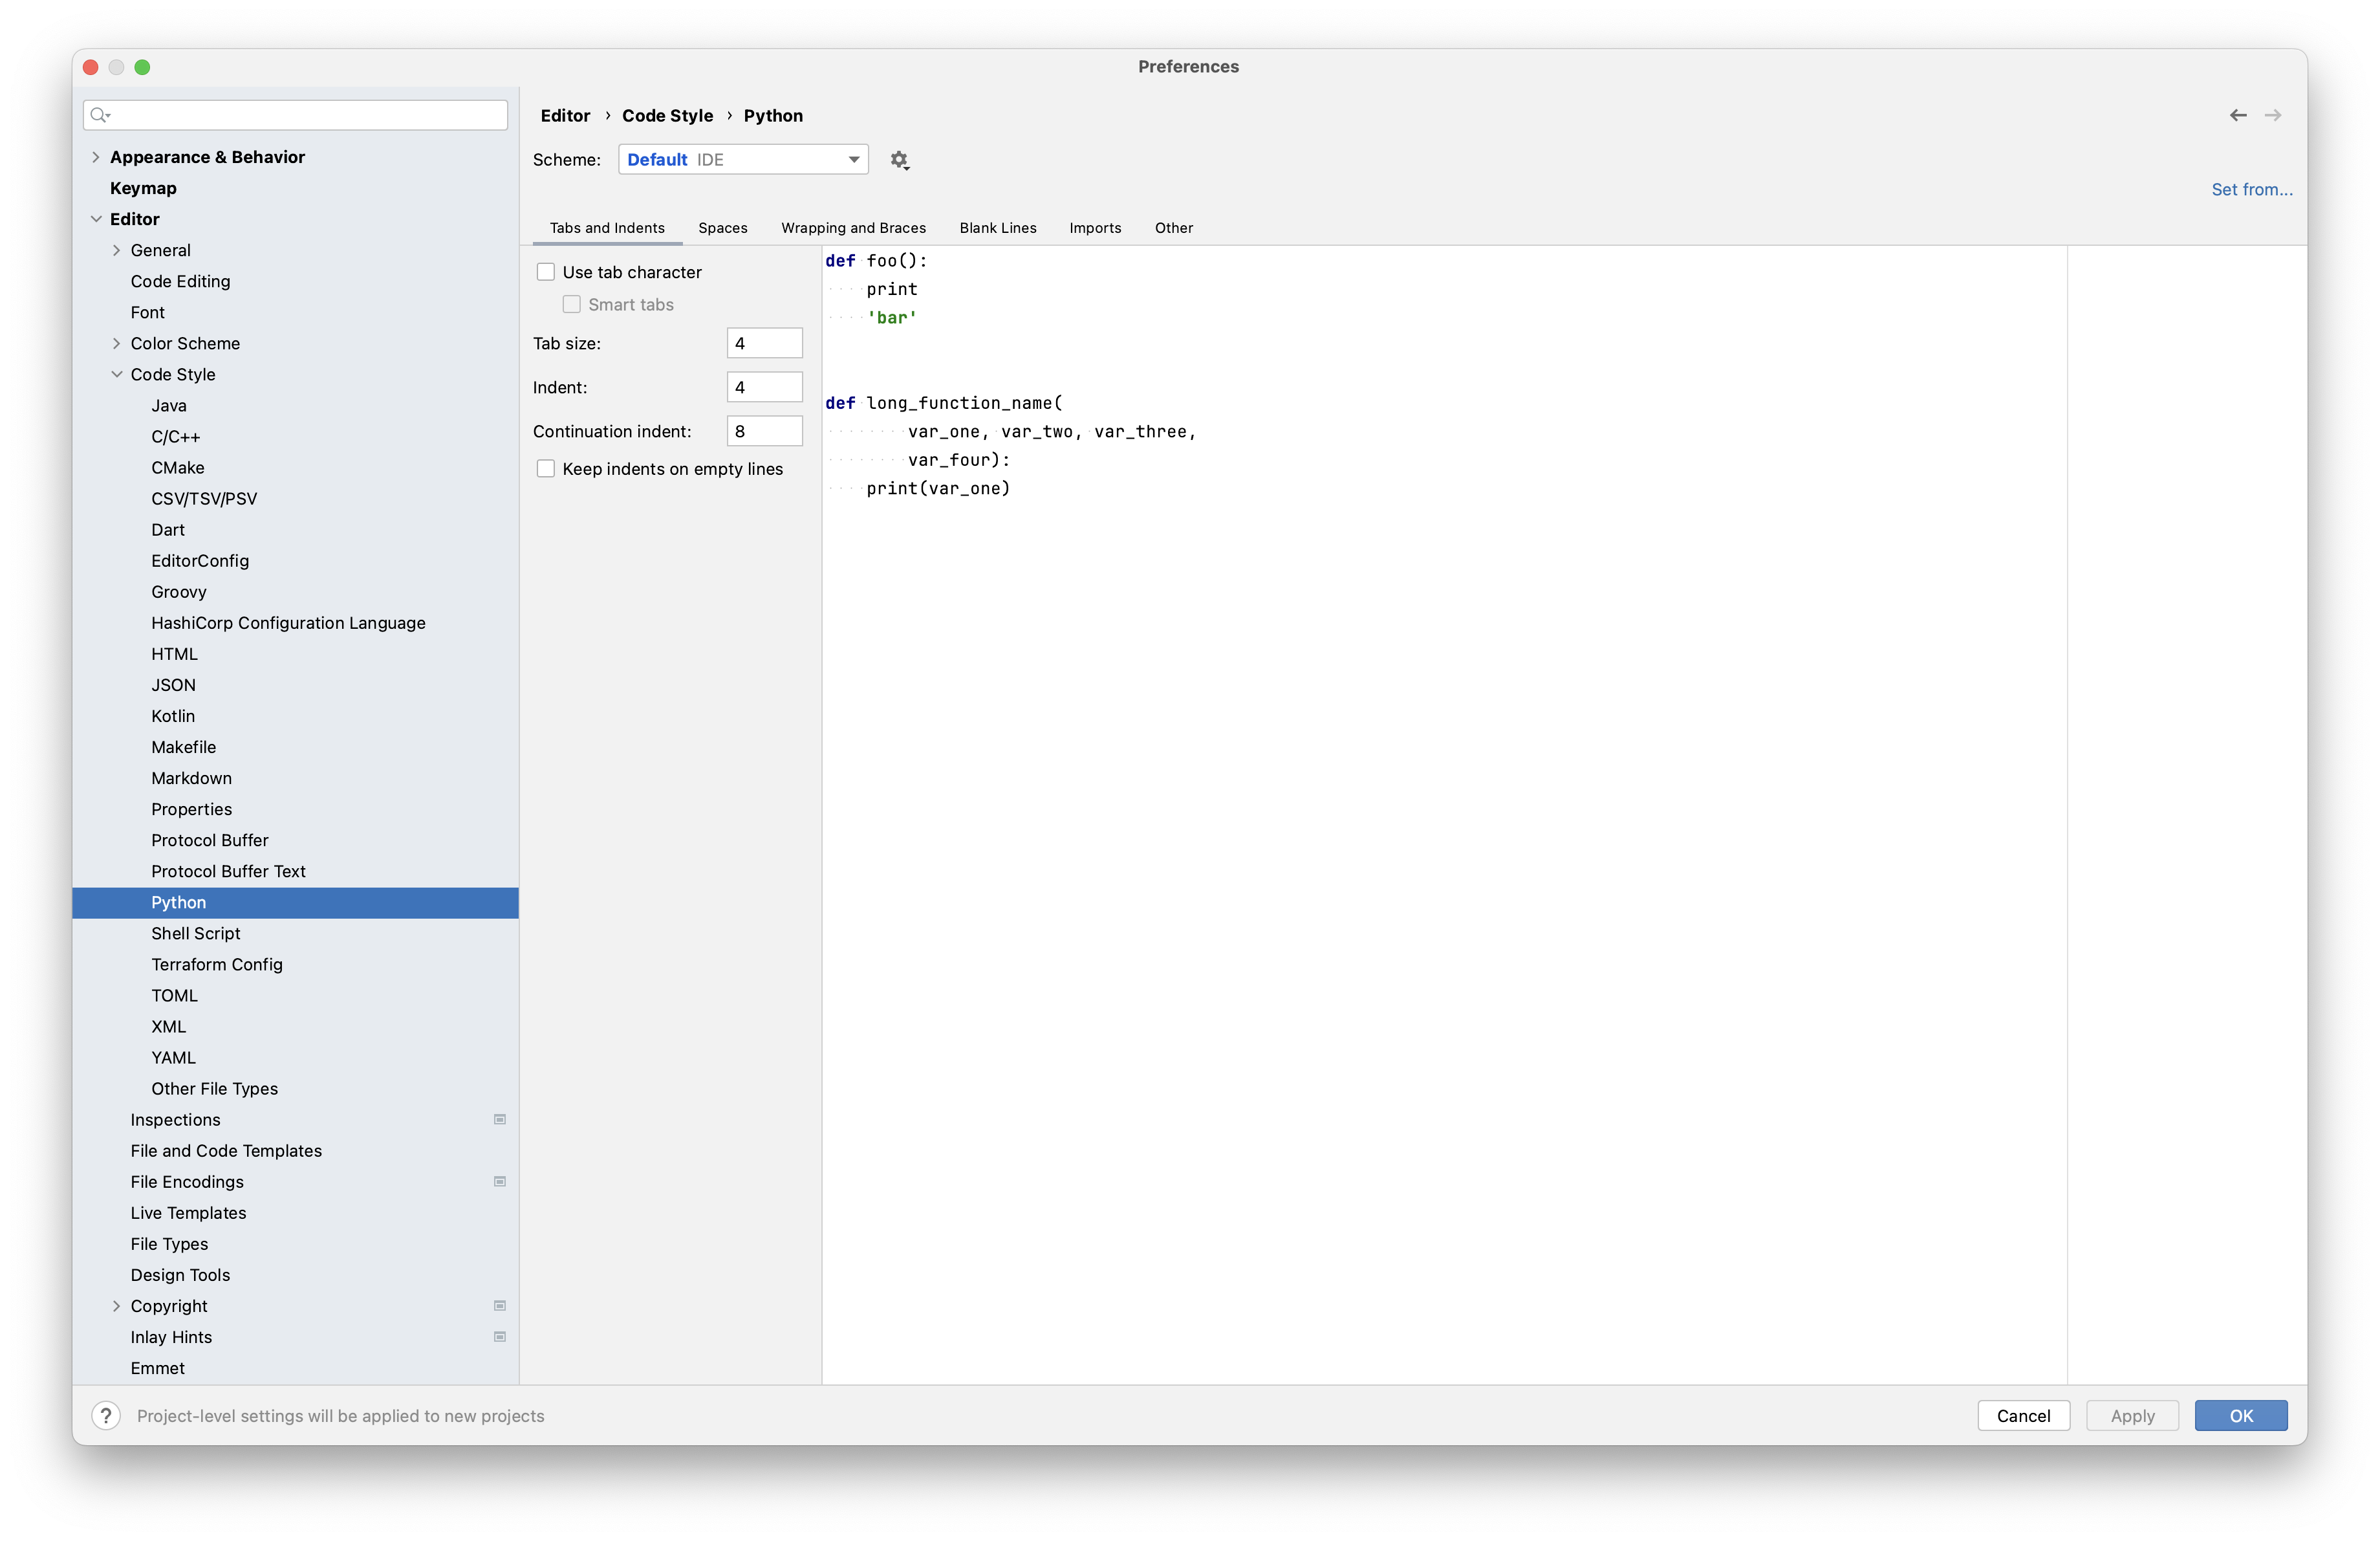 Preferences
Appearance & Behavior
Keymap
Editor
General
Code Editing
Font
Color Scheme
Code Style
Java
C/C++
CMake
CSV/TSV/PSV
Dart
EditorConfig
Groovy
HashiCorp Configuration Language
HTML
JSON
Kotlin
Makefile
Markdown
Properties
Protocol Buffer
Protocol Buffer Text
Python
Shell Script
Terraform Config
TOML
XML
YAML
Other File Types
Inspections
File and Code Templates
File Encodings
Live Templates
File Types
Design Tools
Copyright
Inlay Hints
Emmet
Editor › Code Style › Python
Scheme: Default IDE
Set from...
Tabs and Indents Spaces Wrapping and Braces Blank Lines Imports Other
Use tab character
Smart tabs
Tab size: 4
Indent: 4
Continuation indent: 8
Keep indents on empty lines
def foo():
    print
    'bar'
def long_function_name(
        var_one, var_two, var_three,
        var_four):
    print(var_one)
? Project-level settings will be applied to new projects
Cancel Apply OK